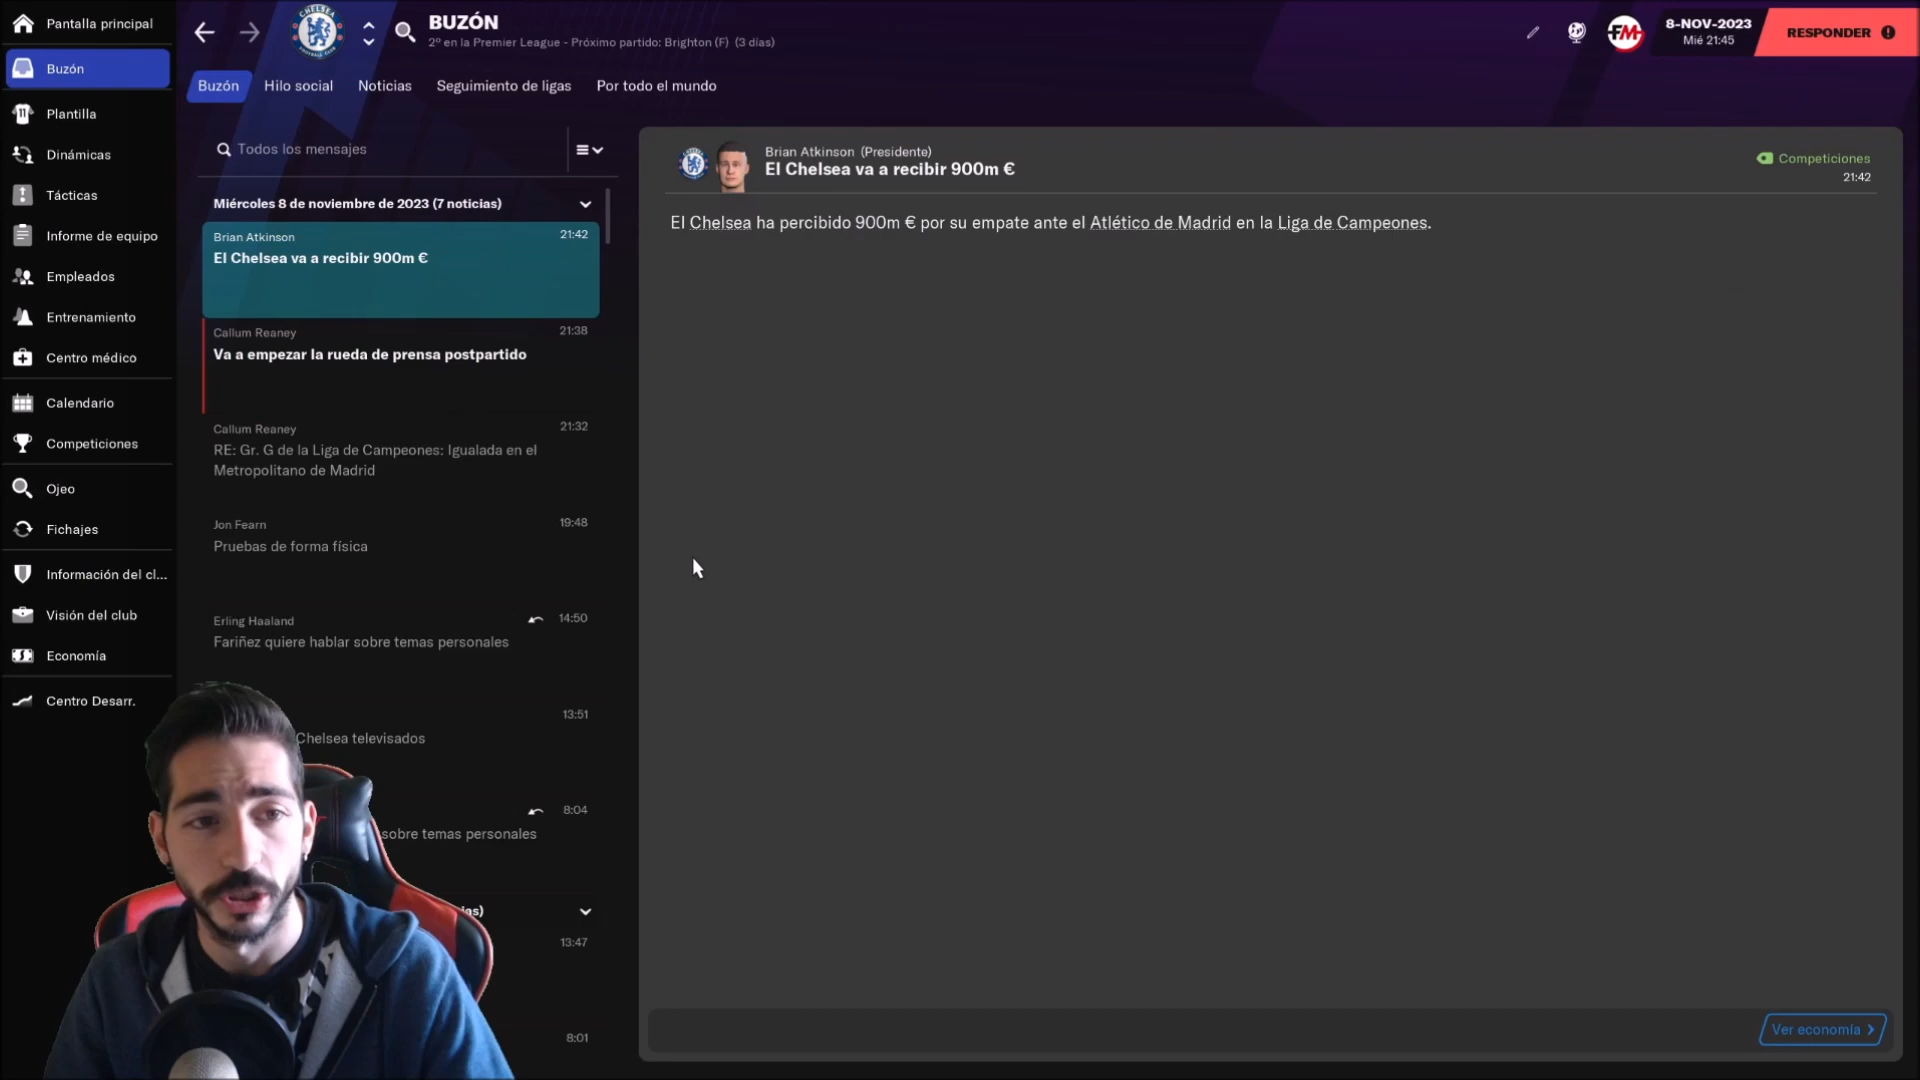 Pantalla principal
Buzón
Plantilla
Dinámicas
Tácticas
Informe de equipo
Empleados
Entrenamiento
Centro médico
Calendario
Competiciones
Ojeo
Fichajes
Información del cl...
Visión del club
Economía
Centro Desarr.
BUZÓN
2º en la Premier League - Próximo partido: Brighton (F) (3 días)
FM
8-NOV-2023
Mié 21:45
RESPONDER
Buzón Hilo social Noticias Seguimiento de ligas Por todo el mundo
Todos los mensajes
Miércoles 8 de noviembre de 2023 (7 noticias)
Brian Atkinson 21:42
El Chelsea va a recibir 900m €
Callum Reaney 21:38
Va a empezar la rueda de prensa postpartido
Callum Reaney 21:32
RE: Gr. G de la Liga de Campeones: Igualada en el
Metropolitano de Madrid
Jon Fearn 19:48
Pruebas de forma física
Erling Haaland 14:50
Fariñez quiere hablar sobre temas personales
13:51
Chelsea televisados
8:04
sobre temas personales
ias)
13:47
8:01
Brian Atkinson (Presidente)
El Chelsea va a recibir 900m €
Competiciones
21:42
El Chelsea ha percibido 900m € por su empate ante el Atlético de Madrid en la Liga de Campeones.
Ver economía